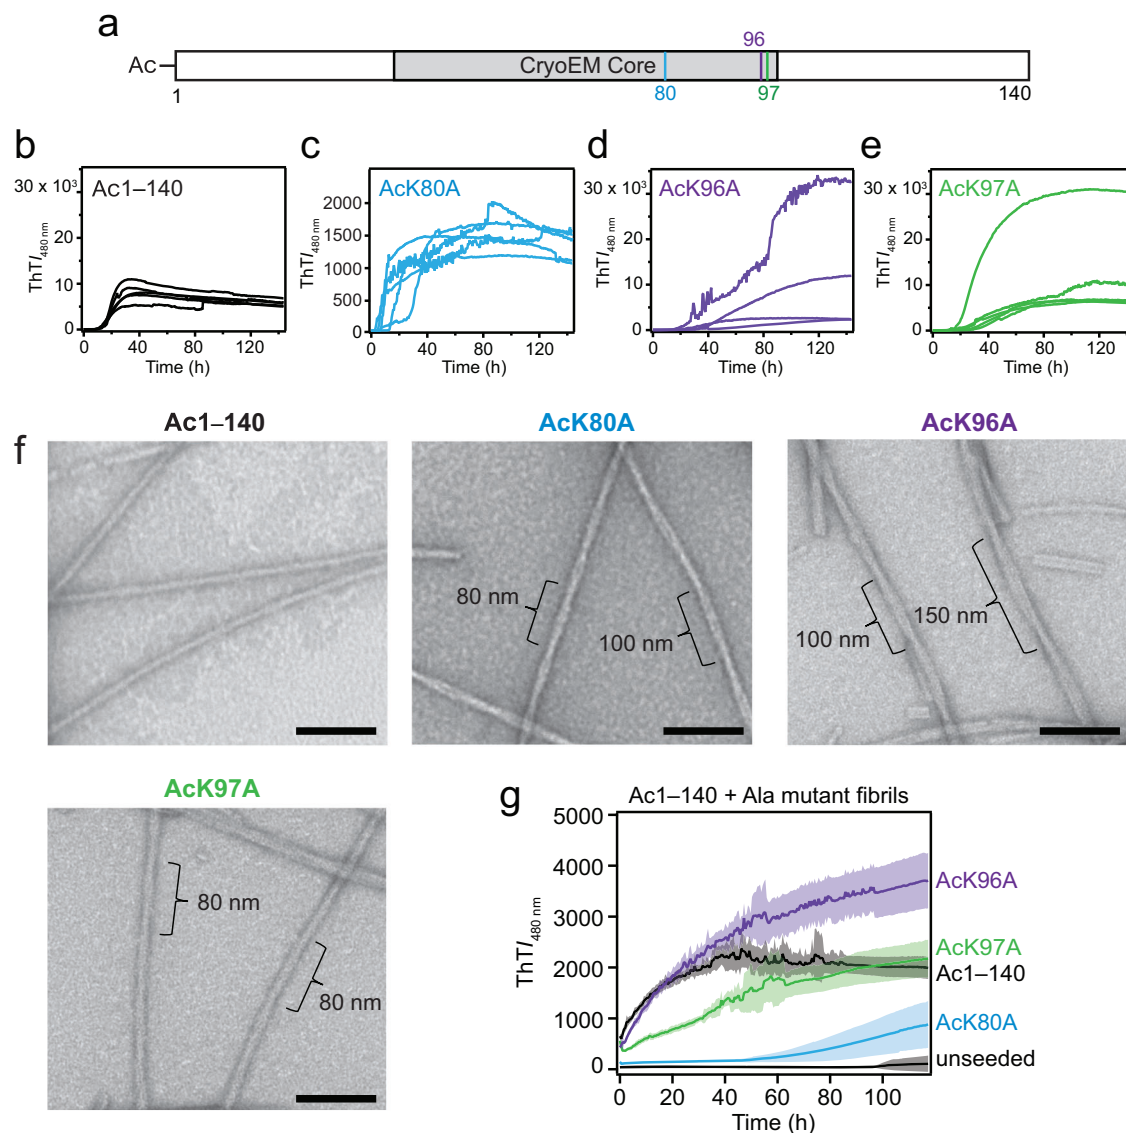 a
96
Ac
CryoEM Core
1
80
97
140
b
c
d
e
30 x 10³
20
10
0
ThT I480 nm
Ac1–140
0 40 80 120
Time (h)
2000
1500
1000
500
0
ThT I480 nm
AcK80A
0 40 80 120
Time (h)
30 x 10³
20
10
0
ThT I480 nm
AcK96A
0 40 80 120
Time (h)
30 x 10³
20
10
0
ThT I480 nm
AcK97A
0 40 80 120
Time (h)
f
Ac1–140
AcK80A
80 nm
100 nm
AcK96A
100 nm
150 nm
AcK97A
80 nm
80 nm
g
Ac1–140 + Ala mutant fibrils
5000
4000
3000
2000
1000
0
ThT I480 nm
AcK96A
AcK97A
Ac1–140
AcK80A
unseeded
0 20 40 60 80 100
Time (h)